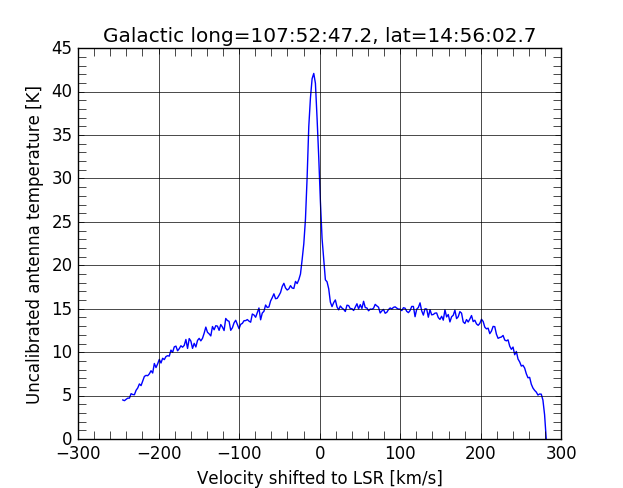 Galactic long=107:52:47.2, lat=14:56:02.7
Uncalibrated antenna temperature [K]
45
40
35
30
25
20
15
10
5
0
−300 −200 −100 0 100 200 300
Velocity shifted to LSR [km/s]